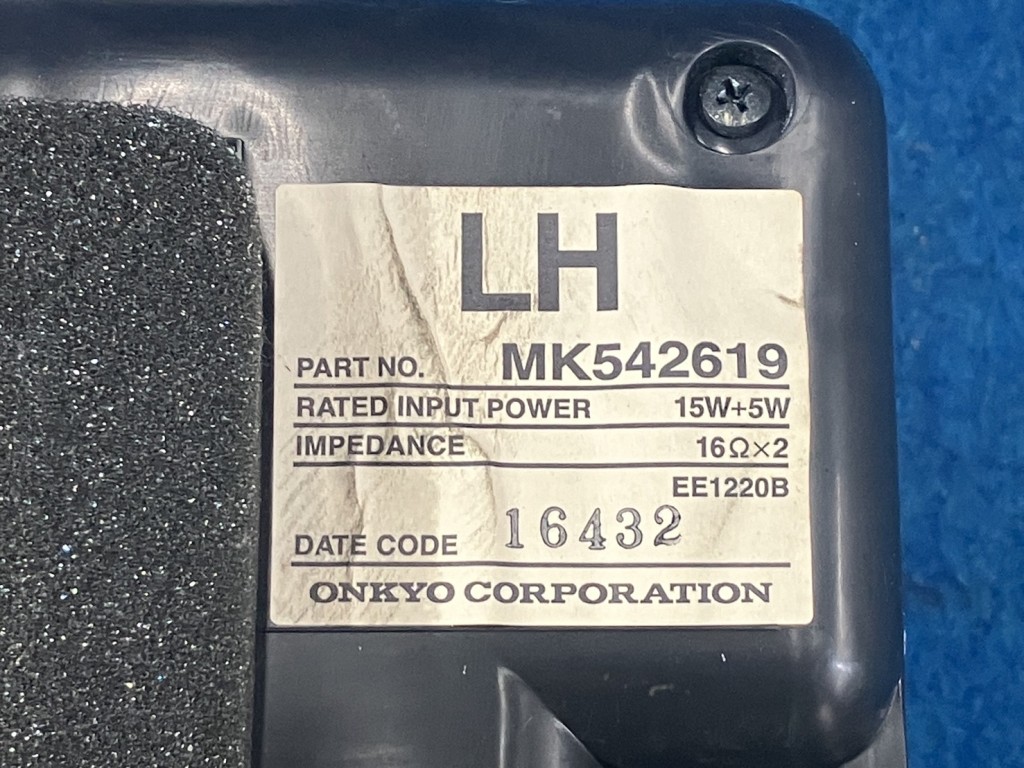 LH
PART NO. MK542619
RATED INPUT POWER 15W+5W
IMPEDANCE 16Ω×2
EE1220B
DATE CODE 16432
ONKYO CORPORATION